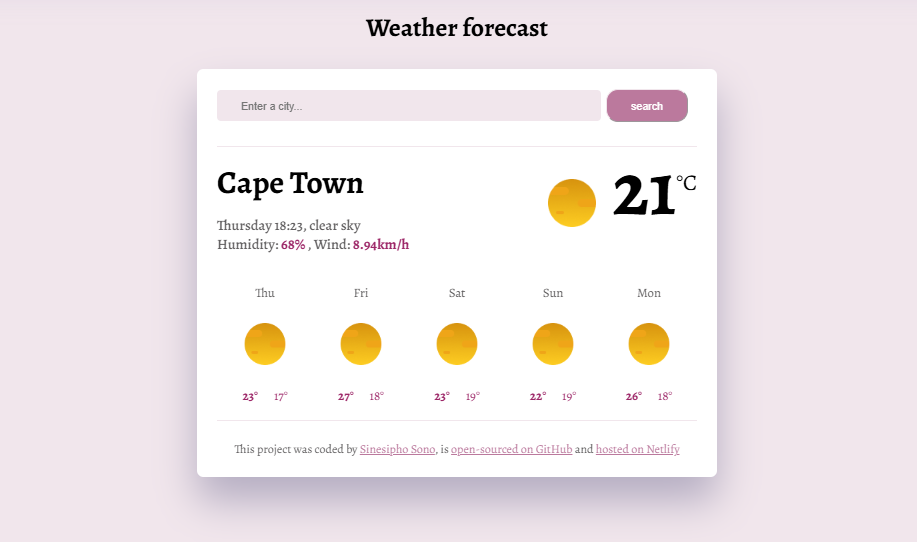 Weather forecast
Enter a city...
search
Cape Town
21°C
Thursday 18:23, clear sky
Humidity: 68% , Wind: 8.94km/h
Thu Fri Sat Sun Mon
23° 17° 27° 18° 23° 19° 22° 19° 26° 18°
This project was coded by Sinesipho Sono, is open-sourced on GitHub and hosted on Netlify